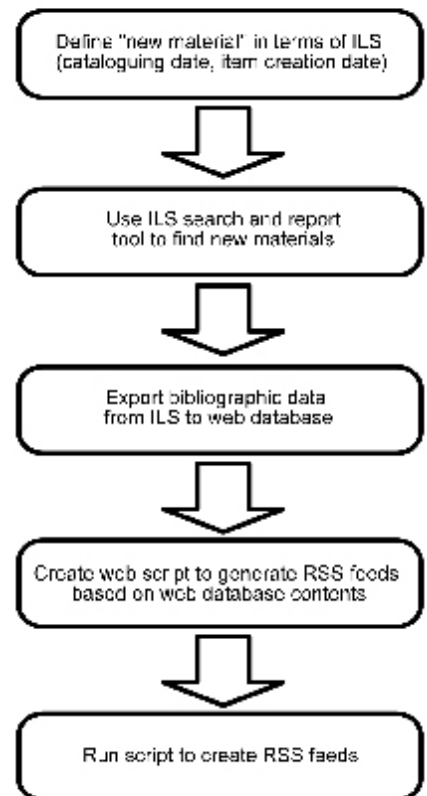 Define "new material" in terms of ILS
(cataloguing date, item creation date)
Use ILS search and report
tool to find new materials
Export bibliographic data
from ILS to web database
Create web script to generate RSS feeds
based on web database contents
Run script to create RSS feeds